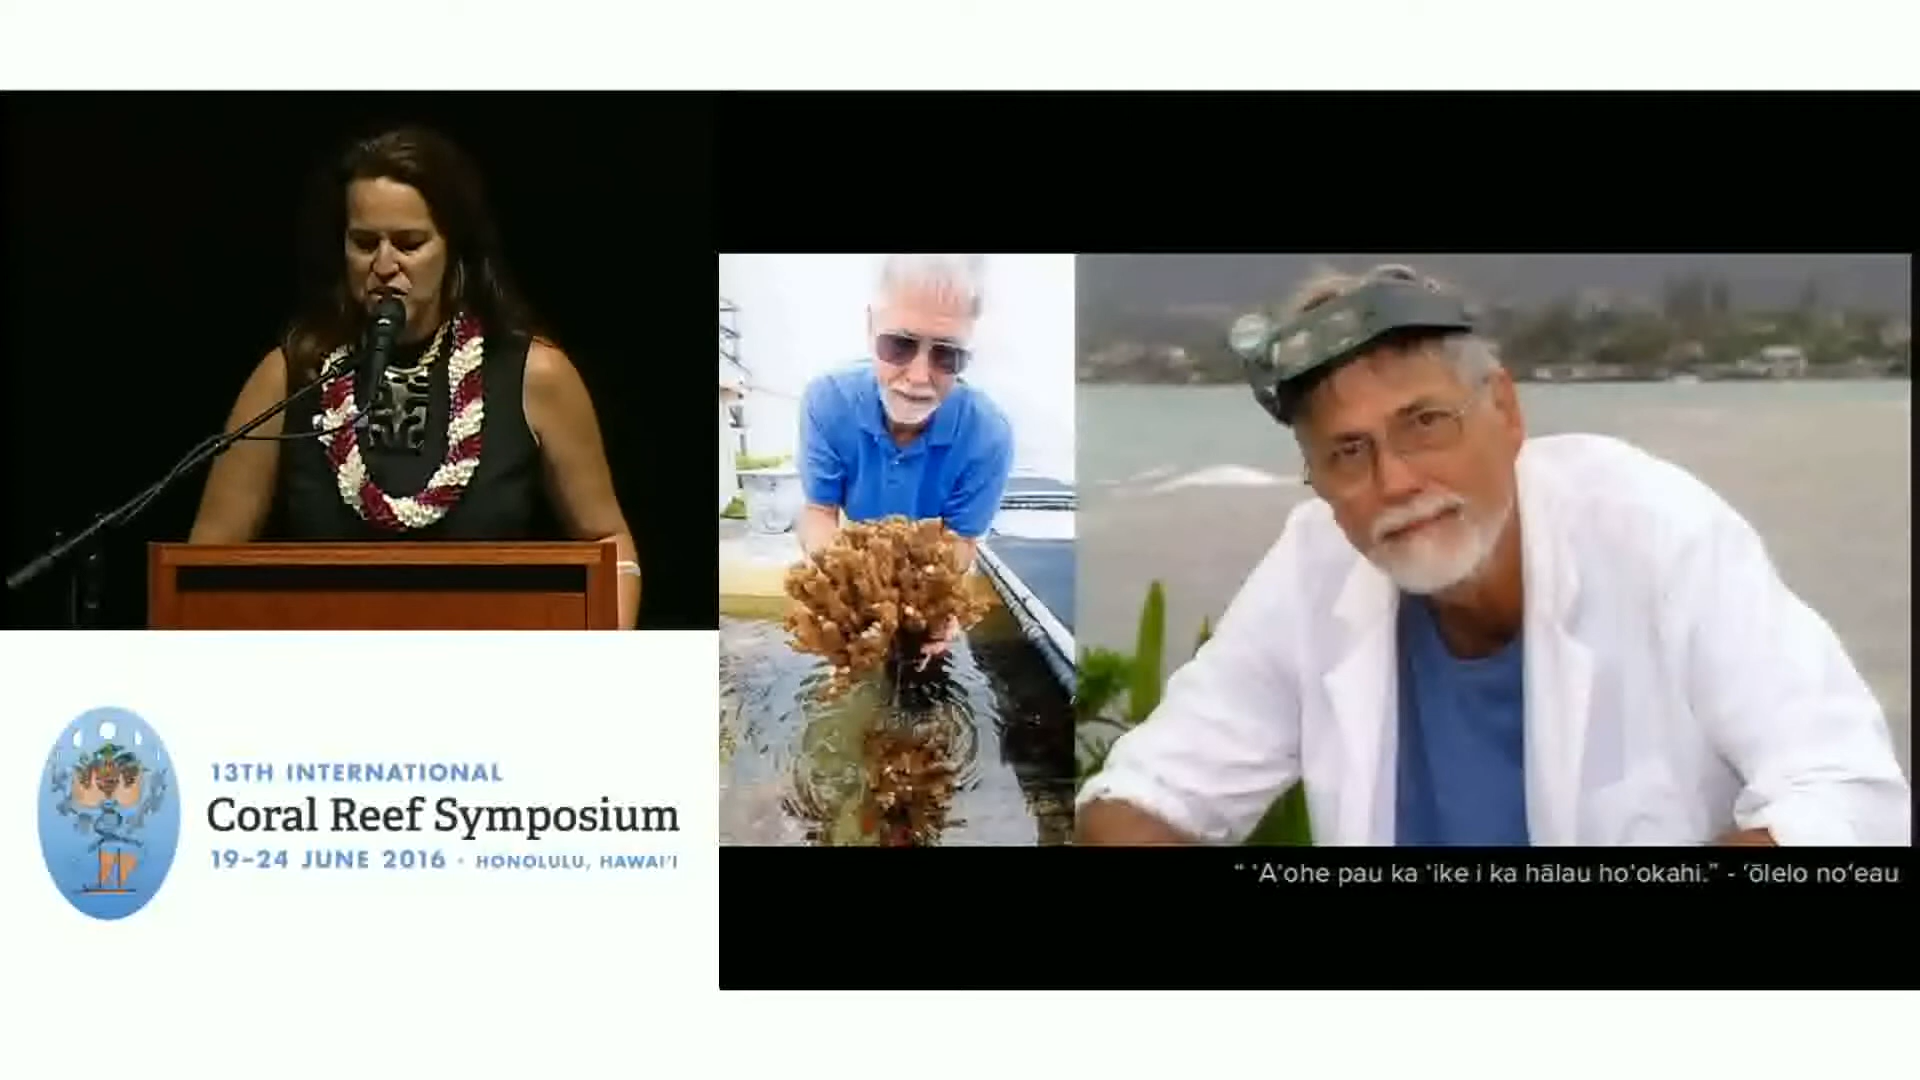 13TH INTERNATIONAL
Coral Reef Symposium
19–24 JUNE 2016 · HONOLULU, HAWAI'I
“ ‘A‘ohe pau ka ‘ike i ka hālau ho‘okahi.” - ‘ōlelo no‘eau